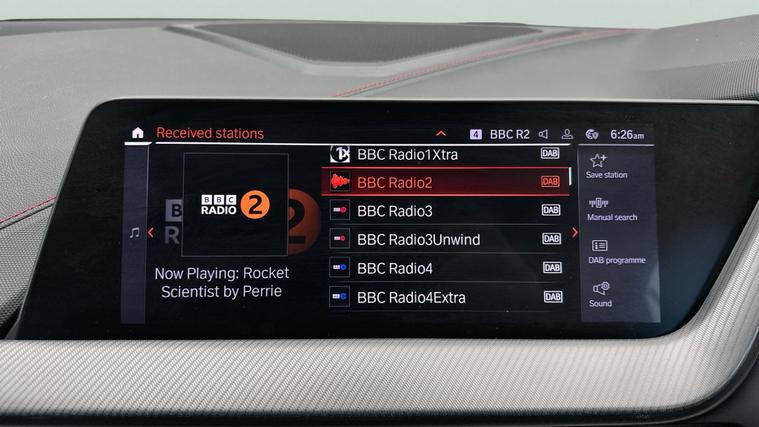 Received stations
4 BBC R2
6:26am
BBC RADIO 2
Now Playing: Rocket
Scientist by Perrie
BBC Radio1Xtra DAB
BBC Radio2 DAB
BBC Radio3 DAB
BBC Radio3Unwind DAB
BBC Radio4 DAB
BBC Radio4Extra DAB
Save station
Manual search
DAB programme
Sound